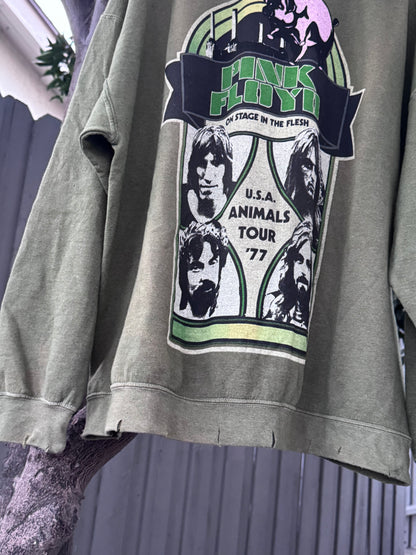 PINK
FLOYD
ON STAGE IN THE FLESH
U.S.A.
ANIMALS
TOUR
'77